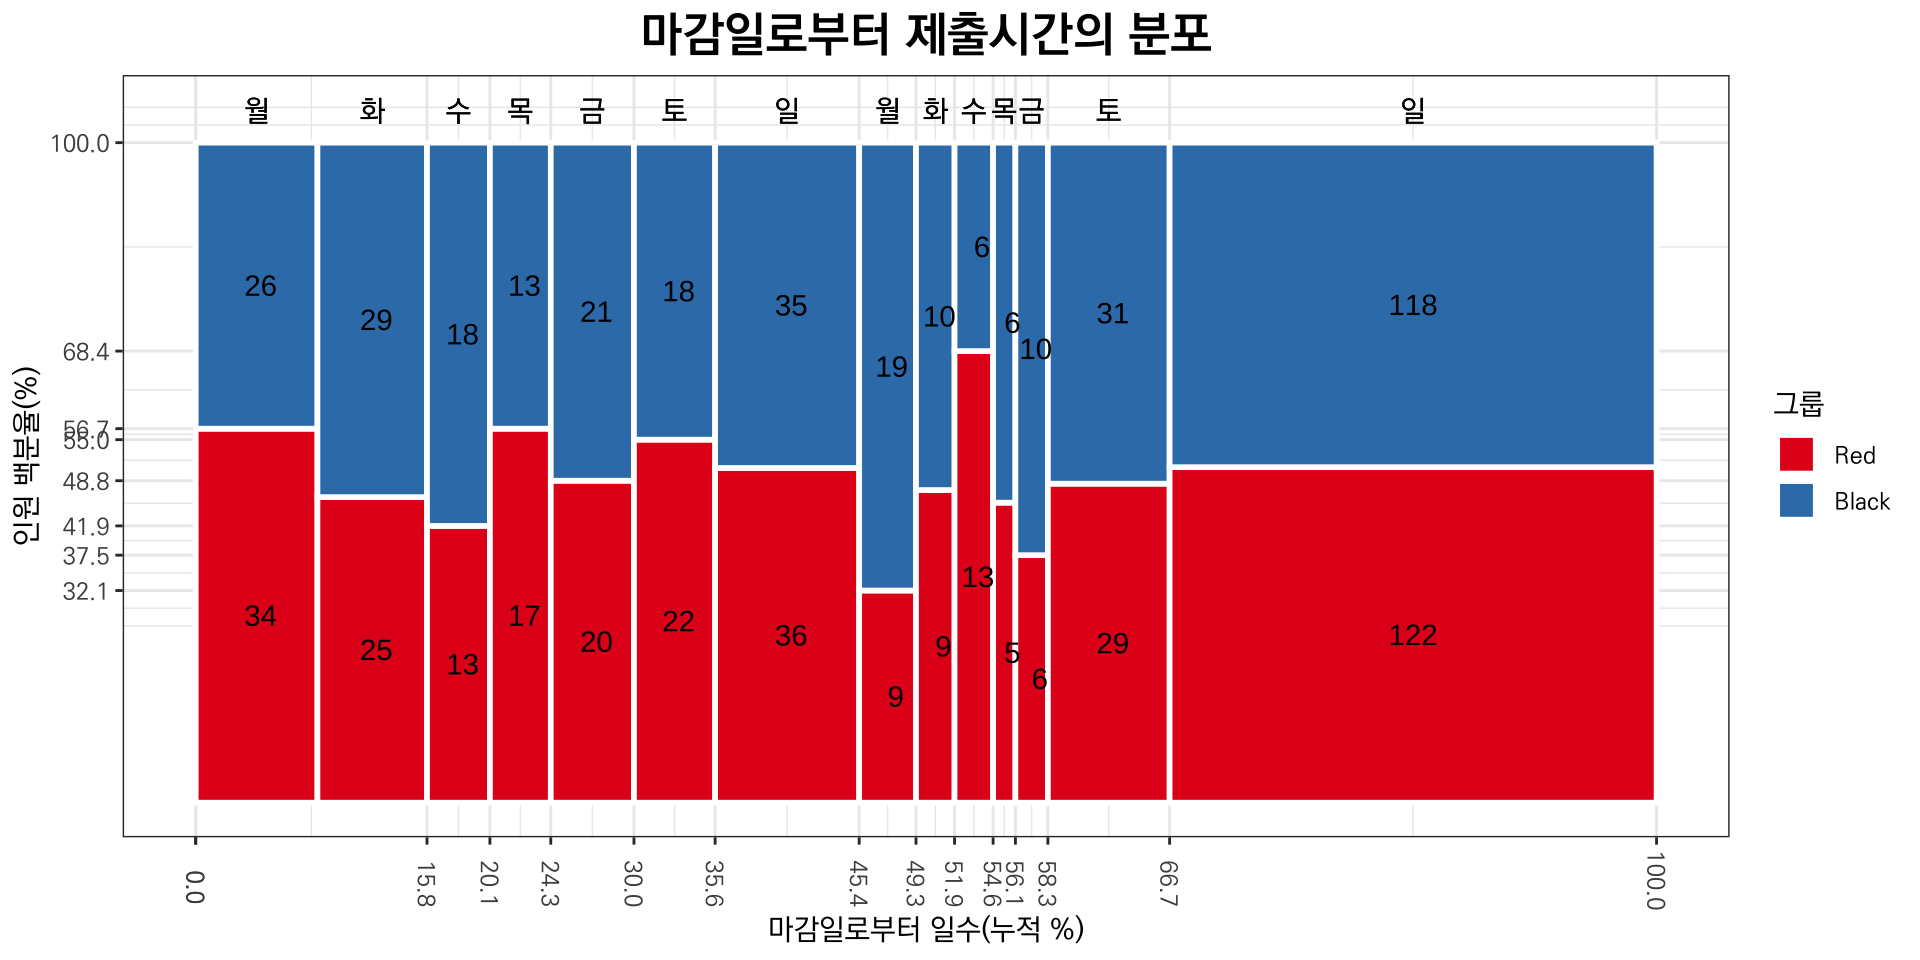 마감일로부터 제출시간의 분포
월 화 수 목 금 토 일 월 화 수 목 금 토 일
100.0
68.4
56.7
55.0
48.8
41.9
37.5
32.1
인원 백분율(%)
26 29 18 13 21 18 35 19 10 6 6 10 31 118
34 25 13 17 20 22 36 9 9 13 5 6 29 122
0.0 15.8 20.1 24.3 30.0 35.6 45.4 49.3 51.9 54.6 56.1 58.3 66.7 100.0
마감일로부터 일수(누적 %)
그룹
Red
Black